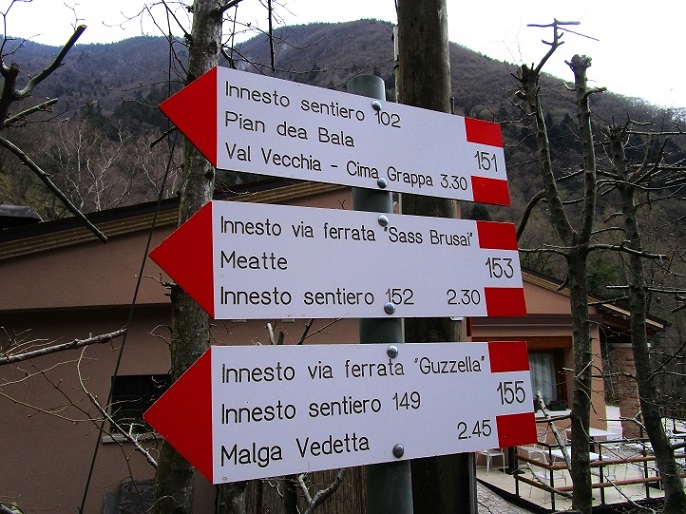 Innesto sentiero 102
Pian dea Bala
Val Vecchia - Cima Grappa 3.30
151
Innesto via ferrata "Sass Brusai"
Meatte
Innesto sentiero 152 2.30
153
Innesto via ferrata "Guzzella"
Innesto sentiero 149
Malga Vedetta 2.45
155